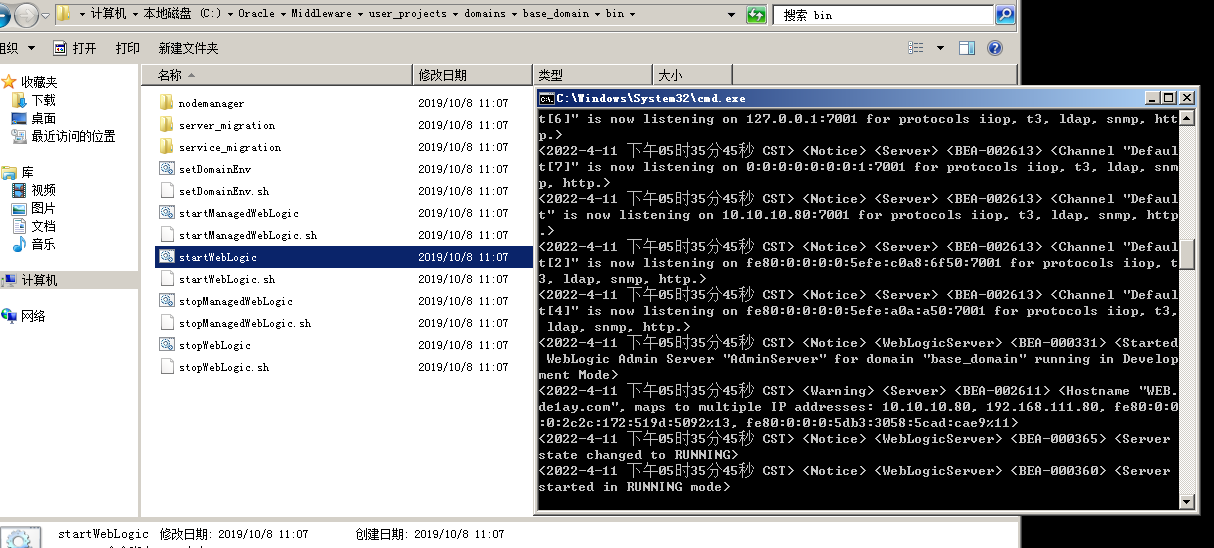 计算机 本地磁盘 (C:) Oracle Middleware user_projects domains base_domain bin
搜索 bin
组织 打开 打印 新建文件夹
名称 修改日期 类型 大小
收藏夹
下载
桌面
最近访问的位置
库
视频
图片
文档
音乐
计算机
网络
nodemanager 2019/10/8 11:07
server_migration 2019/10/8 11:07
service_migration 2019/10/8 11:07
setDomainEnv 2019/10/8 11:07
setDomainEnv.sh 2019/10/8 11:07
startManagedWebLogic 2019/10/8 11:07
startManagedWebLogic.sh 2019/10/8 11:07
startWebLogic 2019/10/8 11:07
startWebLogic.sh 2019/10/8 11:07
stopManagedWebLogic 2019/10/8 11:07
stopManagedWebLogic.sh 2019/10/8 11:07
stopWebLogic 2019/10/8 11:07
stopWebLogic.sh 2019/10/8 11:07
C:\Windows\System32\cmd.exe
t[6]" is now listening on 127.0.0.1:7001 for protocols iiop, t3, ldap, snmp, htt
p.>
<2022-4-11 下午05时35分45秒 CST> <Notice> <Server> <BEA-002613> <Channel "Defaul
t[7]" is now listening on 0:0:0:0:0:0:0:1:7001 for protocols iiop, t3, ldap, snm
p, http.>
<2022-4-11 下午05时35分45秒 CST> <Notice> <Server> <BEA-002613> <Channel "Defaul
t" is now listening on 10.10.10.80:7001 for protocols iiop, t3, ldap, snmp, http
.>
<2022-4-11 下午05时35分45秒 CST> <Notice> <Server> <BEA-002613> <Channel "Defaul
t[2]" is now listening on fe80:0:0:0:0:5efe:c0a8:6f50:7001 for protocols iiop, t
3, ldap, snmp, http.>
<2022-4-11 下午05时35分45秒 CST> <Notice> <Server> <BEA-002613> <Channel "Defaul
t[4]" is now listening on fe80:0:0:0:0:5efe:a0a:a50:7001 for protocols iiop, t3,
ldap, snmp, http.>
<2022-4-11 下午05时35分45秒 CST> <Notice> <WebLogicServer> <BEA-000331> <Started
WebLogic Admin Server "AdminServer" for domain "base_domain" running in Develop
ment Mode>
<2022-4-11 下午05时35分45秒 CST> <Warning> <Server> <BEA-002611> <Hostname "WEB.
de1ay.com", maps to multiple IP addresses: 10.10.10.80, 192.168.111.80, fe80:0:0
:0:2c2c:172:519d:5092%13, fe80:0:0:0:5db3:3058:5cad:cae9%11>
<2022-4-11 下午05时35分45秒 CST> <Notice> <WebLogicServer> <BEA-000365> <Server
state changed to RUNNING>
<2022-4-11 下午05时35分45秒 CST> <Notice> <WebLogicServer> <BEA-000360> <Server
started in RUNNING mode>
startWebLogic 修改日期: 2019/10/8 11:07 创建日期: 2019/10/8 11:07